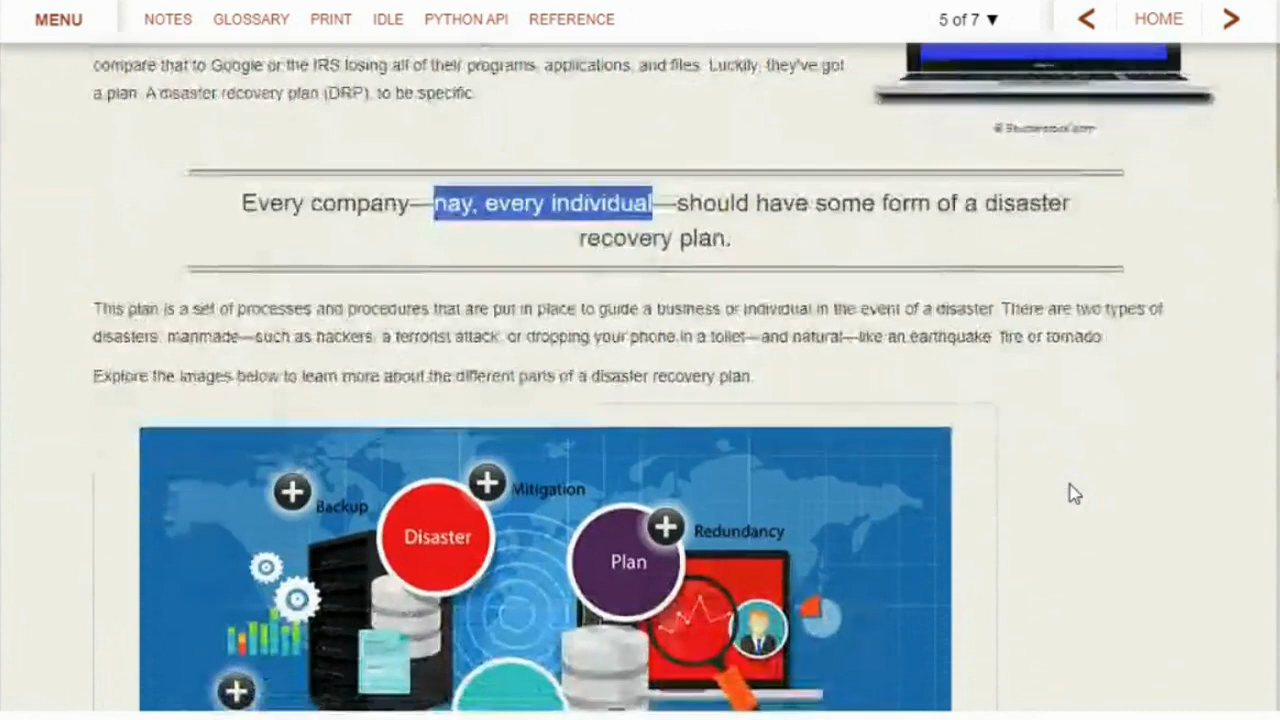 MENU NOTES GLOSSARY PRINT IDLE PYTHON API REFERENCE 5 of 7 ▼ HOME
compare that to Google or the IRS losing all of their programs, applications, and files. Luckily, they've got
a plan. A disaster recovery plan (DRP), to be specific.
© Shutterstock.com
Every company—nay, every individual—should have some form of a disaster
recovery plan.
This plan is a set of processes and procedures that are put in place to guide a business or individual in the event of a disaster. There are two types of
disasters: manmade—such as hackers, a terrorist attack, or dropping your phone in a toilet—and natural—like an earthquake, fire or tornado.
Explore the images below to learn more about the different parts of a disaster recovery plan.
Backup
Mitigation
Disaster
Plan
Redundancy